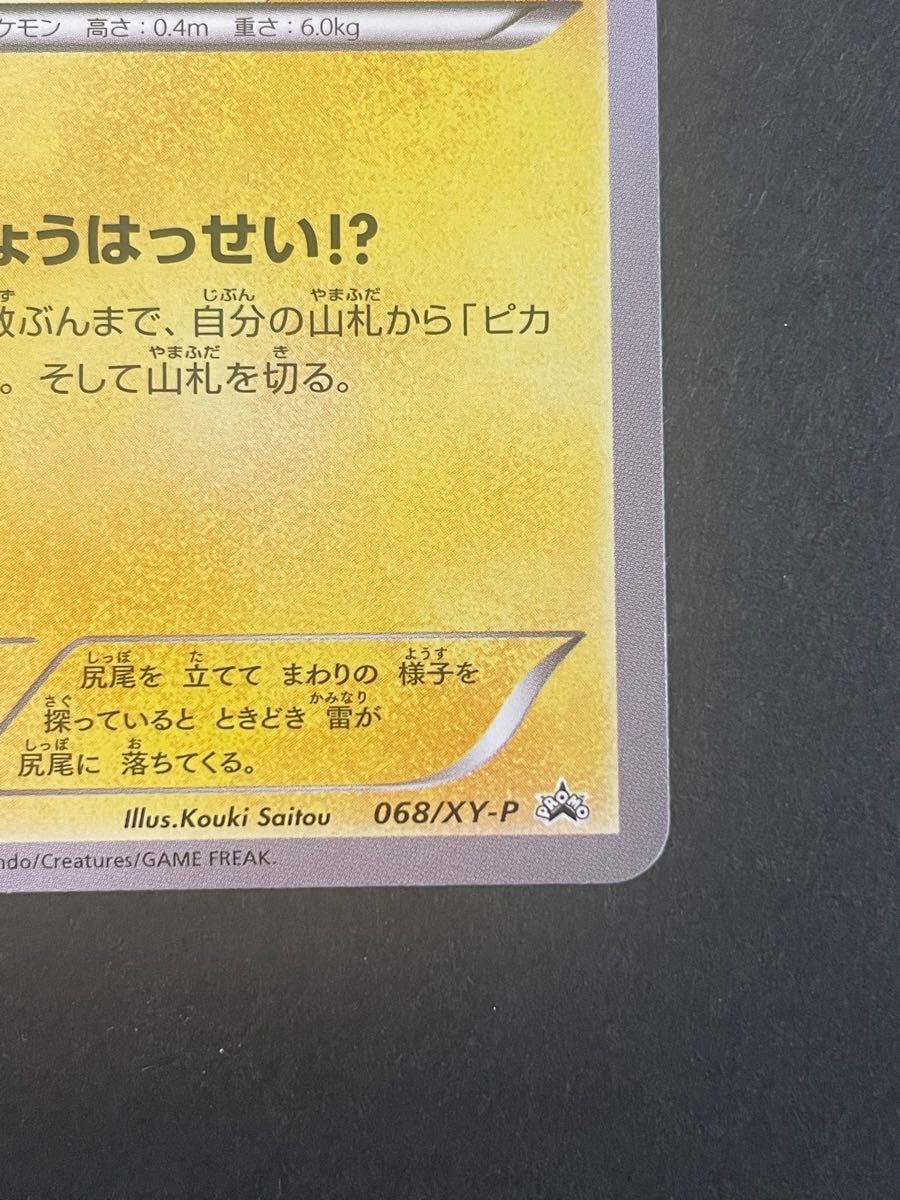 ケモン 高さ:0.4m 重さ:6.0kg
ょうはっせい!?
ず じぶん やまふだ
数ぶんまで、自分の山札から「ピカ
やまふだ き
。そして山札を切る。
しっぽ た ようす
尻尾を 立てて まわりの 様子を
さぐ かみなり
探っていると ときどき 雷が
しっぽ お
尻尾に 落ちてくる。
Illus.Kouki Saitou 068/XY-P PROMO
ndo/Creatures/GAME FREAK.